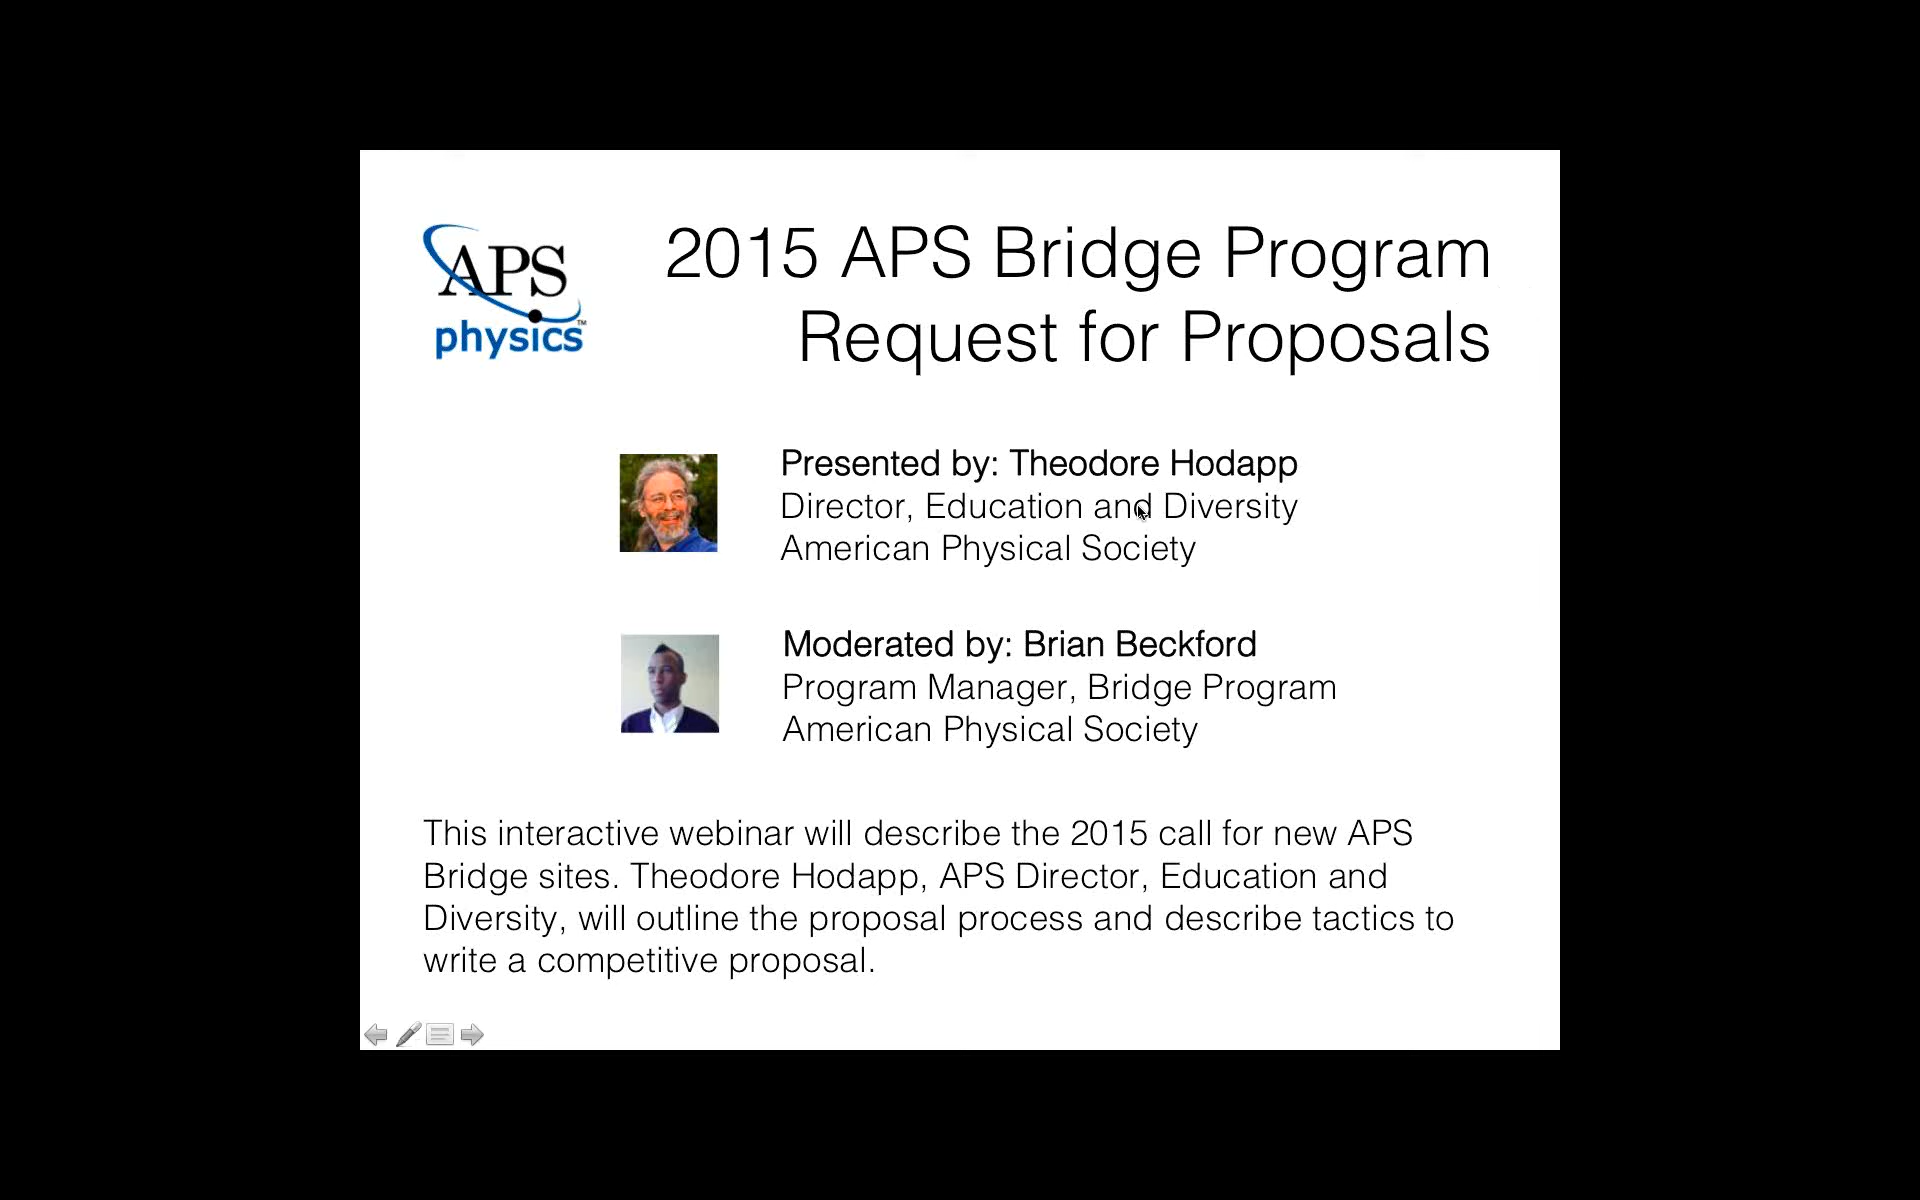 APS
physics™
2015 APS Bridge Program
Request for Proposals
Presented by: Theodore Hodapp
Director, Education and Diversity
American Physical Society
Moderated by: Brian Beckford
Program Manager, Bridge Program
American Physical Society
This interactive webinar will describe the 2015 call for new APS
Bridge sites. Theodore Hodapp, APS Director, Education and
Diversity, will outline the proposal process and describe tactics to
write a competitive proposal.